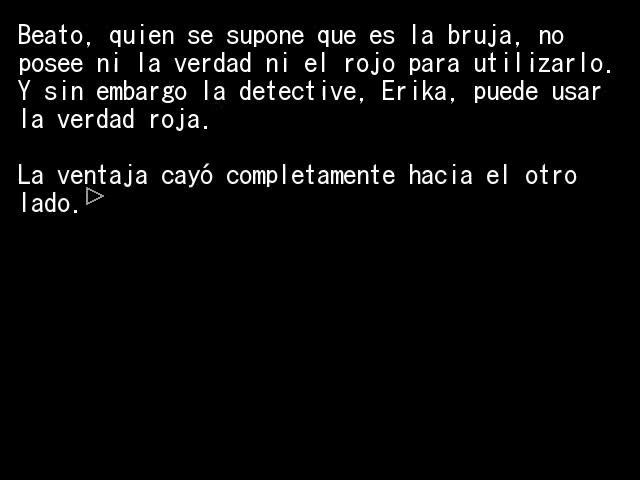 Beato, quien se supone que es la bruja, no
posee ni la verdad ni el rojo para utilizarlo.
Y sin embargo la detective, Erika, puede usar
la verdad roja.
La ventaja cayó completamente hacia el otro
lado.